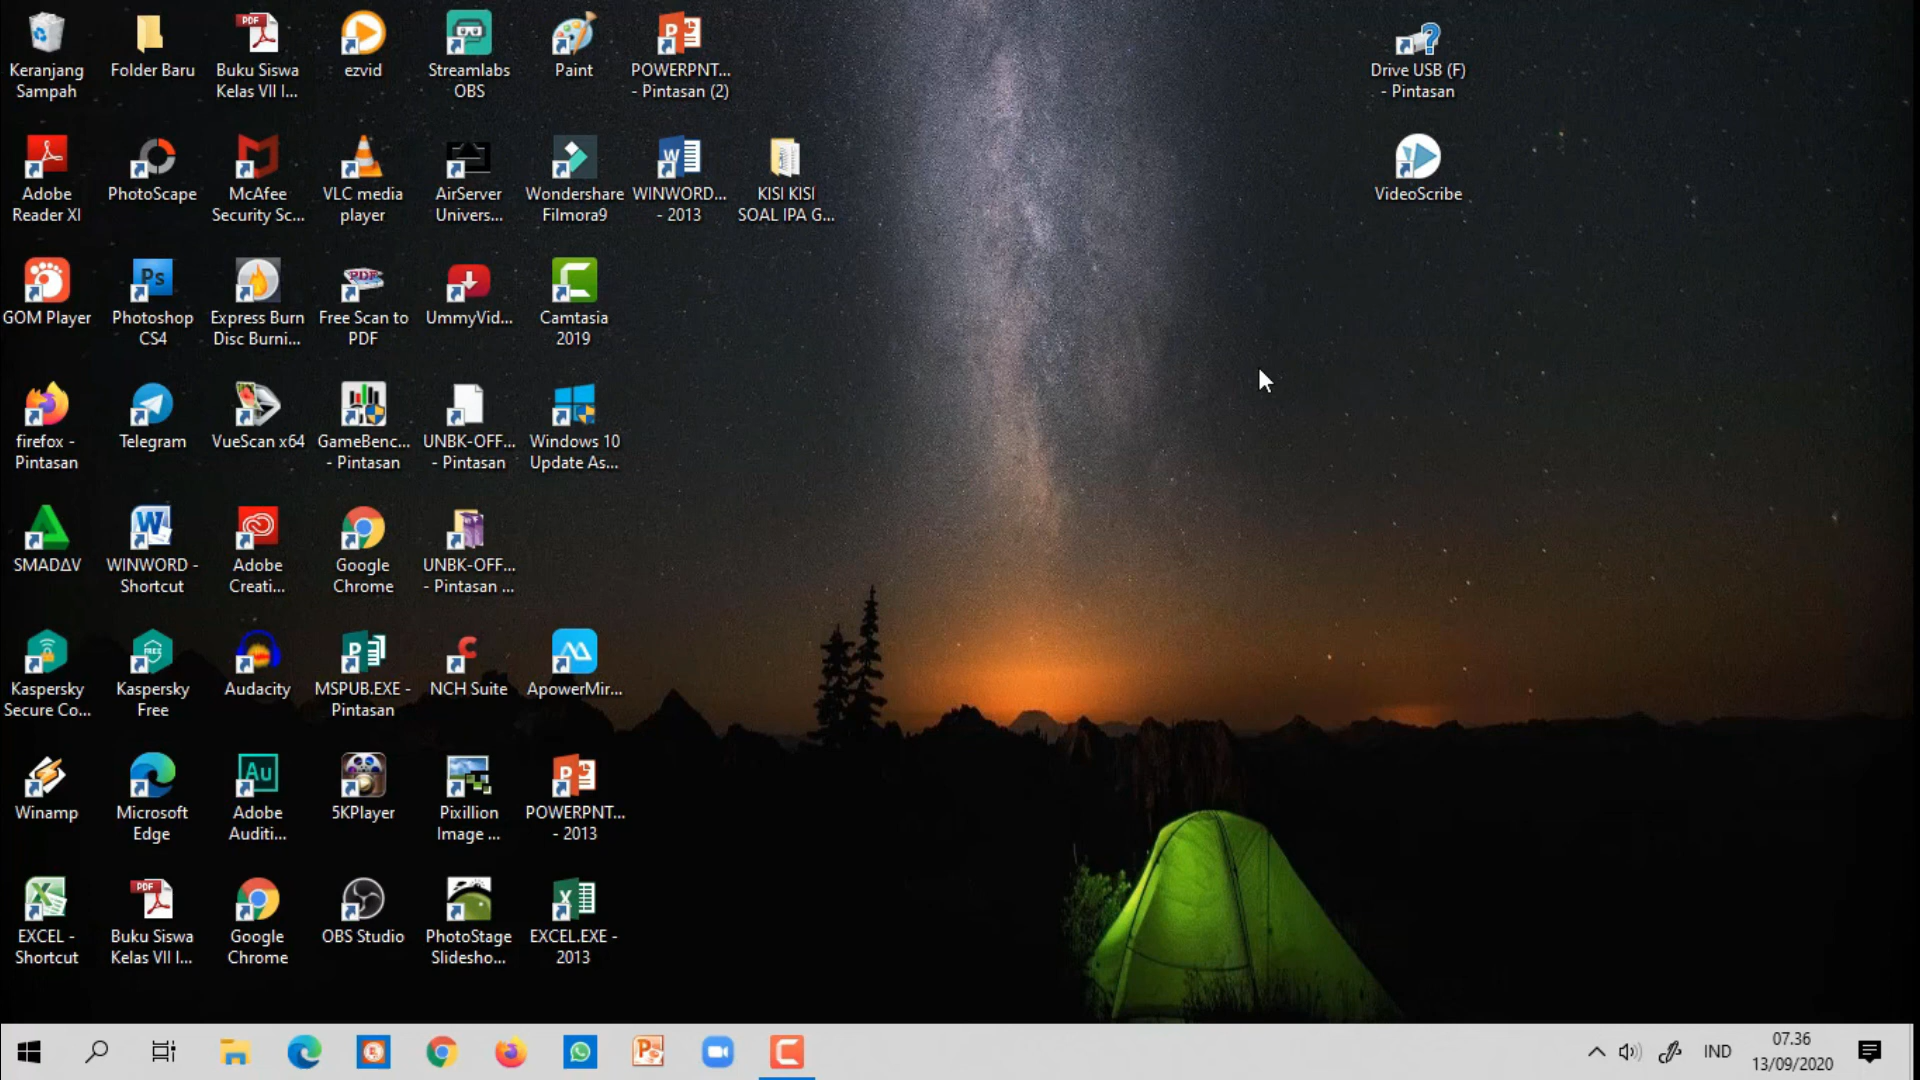 Keranjang
Sampah
Folder Baru
Buku Siswa
Kelas VII I...
ezvid
Streamlabs
OBS
Paint
POWERPNT...
- Pintasan (2)
Drive USB (F)
- Pintasan
Adobe
Reader XI
PhotoScape
McAfee
Security Sc...
VLC media
player
AirServer
Univers...
Wondershare
Filmora9
WINWORD...
- 2013
KISI KISI
SOAL IPA G...
VideoScribe
GOM Player
Photoshop
CS4
Express Burn
Disc Burni...
Free Scan to
PDF
UmmyVid...
Camtasia
2019
firefox -
Pintasan
Telegram
VueScan x64
GameBenc...
- Pintasan
UNBK-OFF...
- Pintasan
Windows 10
Update As...
SMADΔV
WINWORD -
Shortcut
Adobe
Creati...
Google
Chrome
UNBK-OFF...
- Pintasan ...
Kaspersky
Secure Co...
Kaspersky
Free
Audacity
MSPUB.EXE -
Pintasan
NCH Suite
ApowerMir...
Winamp
Microsoft
Edge
Adobe
Auditi...
5KPlayer
Pixillion
Image ...
POWERPNT...
- 2013
EXCEL -
Shortcut
Buku Siswa
Kelas VII I...
Google
Chrome
OBS Studio
PhotoStage
Slidesho...
EXCEL.EXE -
2013
IND
07.36
13/09/2020